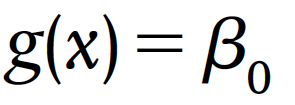 g(x) = β₀